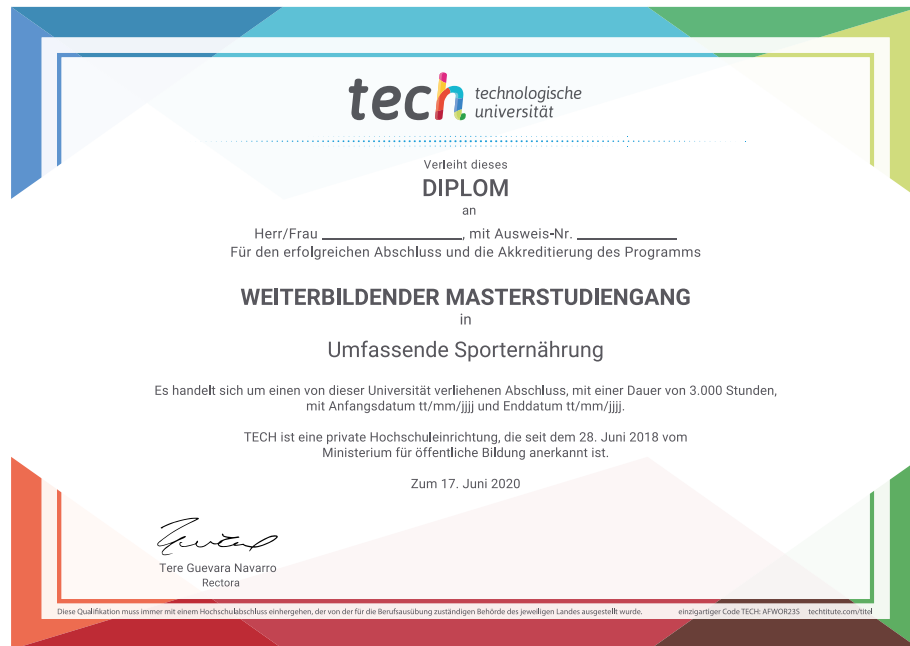 tech technologische
universität
Verleiht dieses
DIPLOM
an
Herr/Frau ____________________, mit Ausweis-Nr. ______________
Für den erfolgreichen Abschluss und die Akkreditierung des Programms
WEITERBILDENDER MASTERSTUDIENGANG
in
Umfassende Sporternährung
Es handelt sich um einen von dieser Universität verliehenen Abschluss, mit einer Dauer von 3.000 Stunden,
mit Anfangsdatum tt/mm/jjjj und Enddatum tt/mm/jjjj.
TECH ist eine private Hochschuleinrichtung, die seit dem 28. Juni 2018 vom
Ministerium für öffentliche Bildung anerkannt ist.
Zum 17. Juni 2020
Tere Guevara Navarro
Rectora
Diese Qualifikation muss immer mit einem Hochschulabschluss einhergehen, der von der für die Berufsausübung zuständigen Behörde des jeweiligen Landes ausgestellt wurde. einzigartiger Code TECH: AFWOR23S techtitute.com/titel